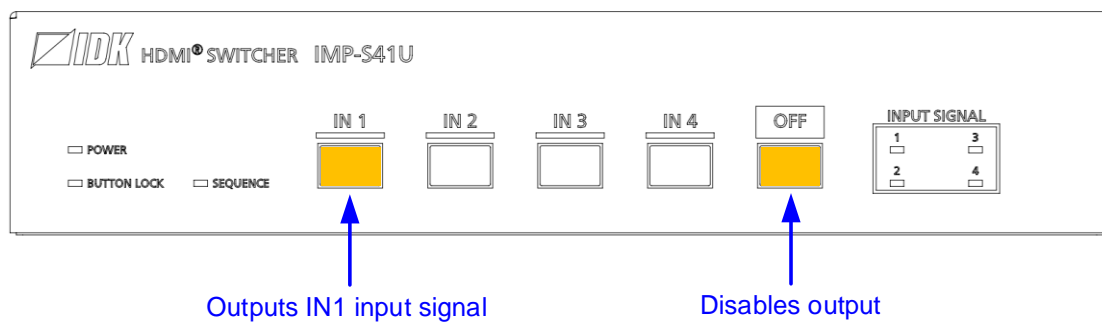 IDK HDMI® SWITCHER IMP-S41U
IN 1 IN 2 IN 3 IN 4 OFF INPUT SIGNAL
1 3
POWER
2 4
BUTTON LOCK SEQUENCE
Outputs IN1 input signal
Disables output